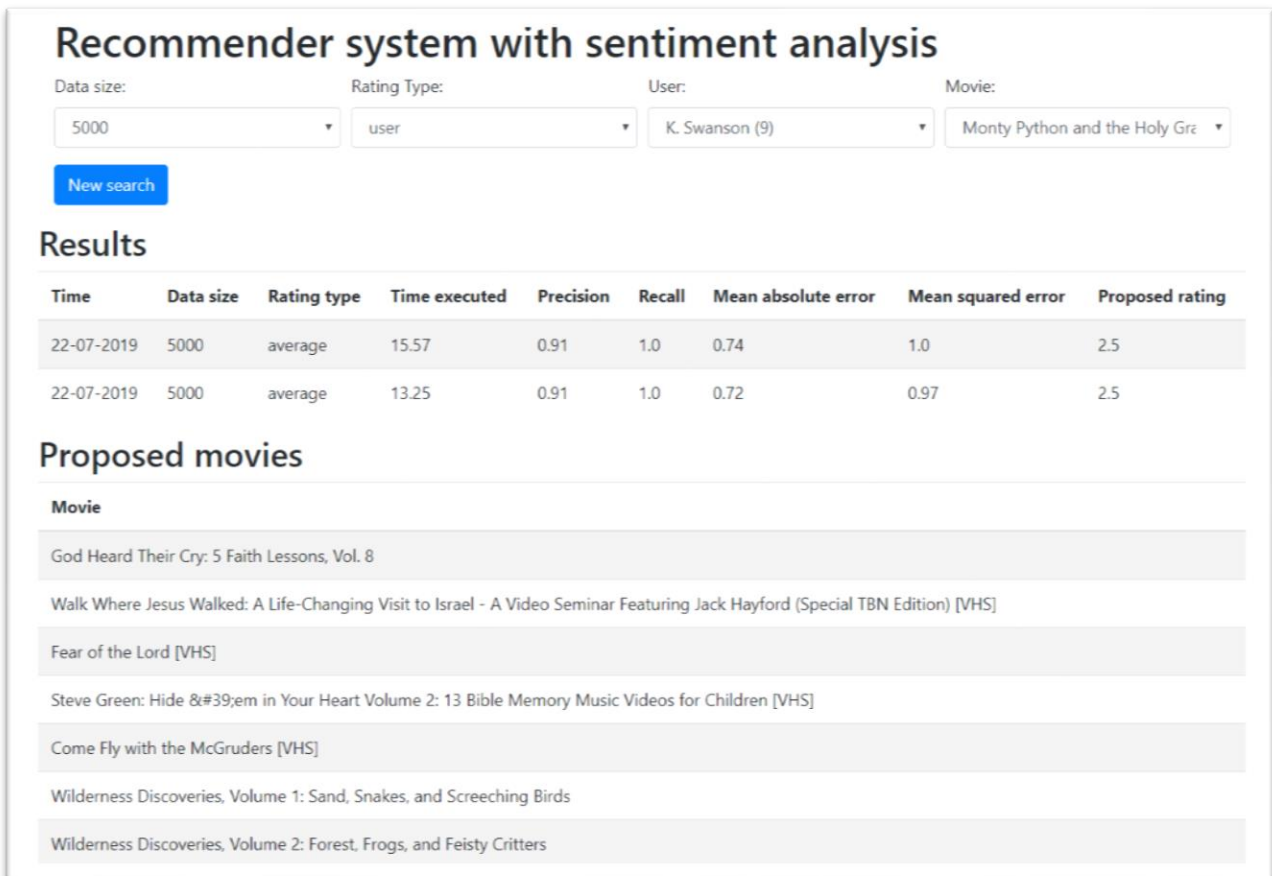 Recommender system with sentiment analysis
Data size: Rating Type: User: Movie:
5000 user K. Swanson (9) Monty Python and the Holy Gra
New search
Results
Time Data size Rating type Time executed Precision Recall Mean absolute error Mean squared error Proposed rating
22-07-2019 5000 average 15.57 0.91 1.0 0.74 1.0 2.5
22-07-2019 5000 average 13.25 0.91 1.0 0.72 0.97 2.5
Proposed movies
Movie
God Heard Their Cry: 5 Faith Lessons, Vol. 8
Walk Where Jesus Walked: A Life-Changing Visit to Israel - A Video Seminar Featuring Jack Hayford (Special TBN Edition) [VHS]
Fear of the Lord [VHS]
Steve Green: Hide &#39;em in Your Heart Volume 2: 13 Bible Memory Music Videos for Children [VHS]
Come Fly with the McGruders [VHS]
Wilderness Discoveries, Volume 1: Sand, Snakes, and Screeching Birds
Wilderness Discoveries, Volume 2: Forest, Frogs, and Feisty Critters